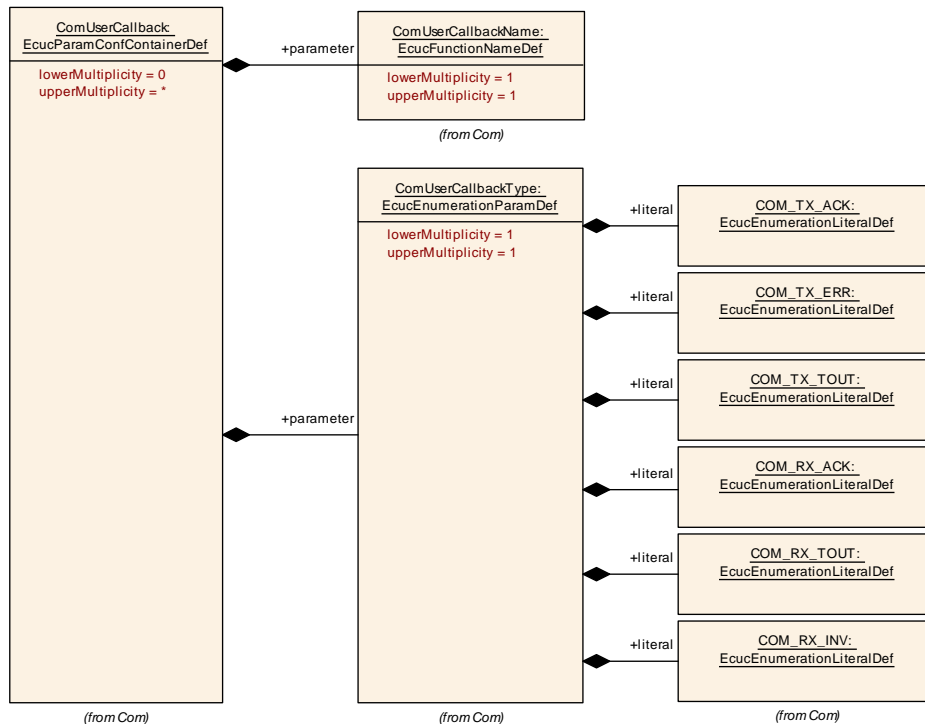 ComUserCallback:
EcucParamConfContainerDef
lowerMultiplicity = 0
upperMultiplicity = *
+parameter
ComUserCallbackName:
EcucFunctionNameDef
lowerMultiplicity = 1
upperMultiplicity = 1
(from Com)
ComUserCallbackType:
EcucEnumerationParamDef
lowerMultiplicity = 1
upperMultiplicity = 1
+literal
COM_TX_ACK:
EcucEnumerationLiteralDef
+literal
COM_TX_ERR:
EcucEnumerationLiteralDef
+literal
COM_TX_TOUT:
EcucEnumerationLiteralDef
+parameter
+literal
COM_RX_ACK:
EcucEnumerationLiteralDef
+literal
COM_RX_TOUT:
EcucEnumerationLiteralDef
+literal
COM_RX_INV:
EcucEnumerationLiteralDef
(from Com)
(from Com)
(from Com)